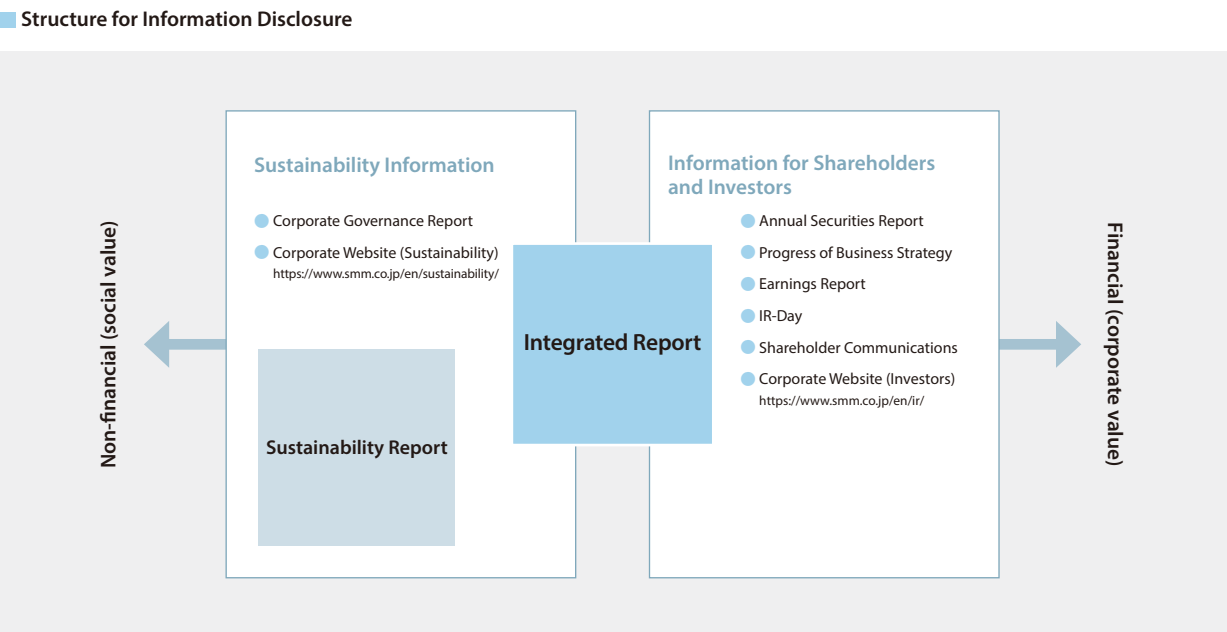 Structure for Information Disclosure
Non-financial (social value)
Sustainability Information
Corporate Governance Report
Corporate Website (Sustainability)
https://www.smm.co.jp/en/sustainability/
Sustainability Report
Integrated Report
Information for Shareholders
and Investors
Annual Securities Report
Progress of Business Strategy
Earnings Report
IR-Day
Shareholder Communications
Corporate Website (Investors)
https://www.smm.co.jp/en/ir/
Financial (corporate value)